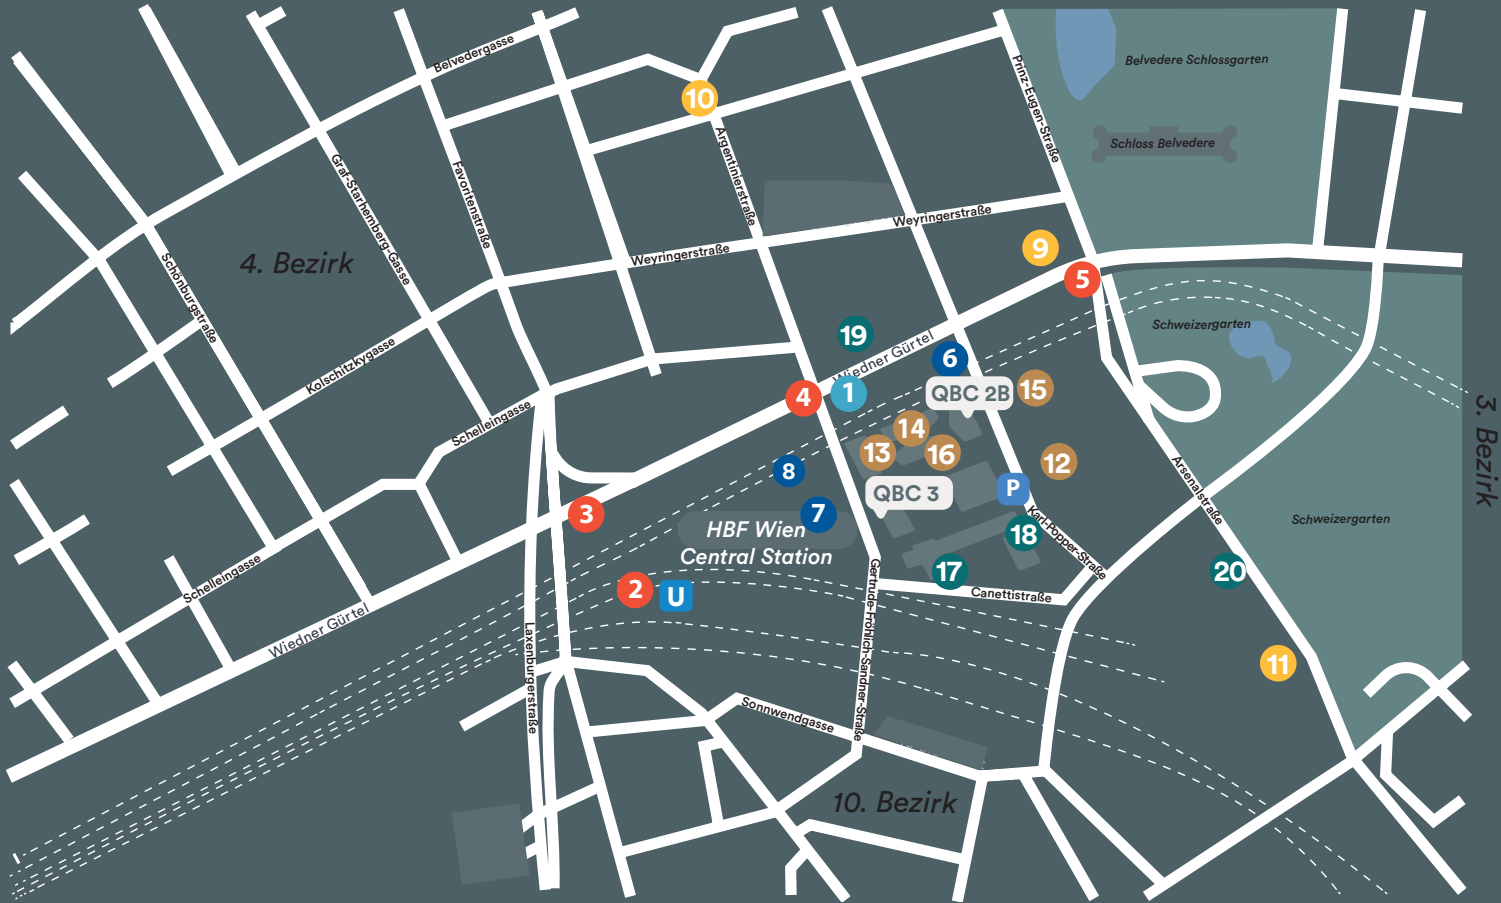 Belvedergasse
Prinz-Eugen-Straße
Belvedere Schlossgarten
10
Schloss Belvedere
Argentinierstraße
Graf-Starhemberg-Gasse
Favoritenstraße
Weyringerstraße
Weyringerstraße
4. Bezirk
Schönburgstraße
9
5
Schweizergarten
19
Wiedner Gürtel
6
Kolschitzkygasse
4
1
QBC 2B
15
3. Bezirk
Schelleingasse
14
13
16
12
8
QBC 3
P
Arsenalstraße
3
7
HBF Wien
Central Station
Karl-Popper-Straße
18
Schweizergarten
Schelleingasse
17
20
2
U
Canettistraße
Gertrude-Fröhlich-Sandner-Straße
Wiedner Gürtel
Laxenburgerstraße
11
Sonnwendgasse
10. Bezirk